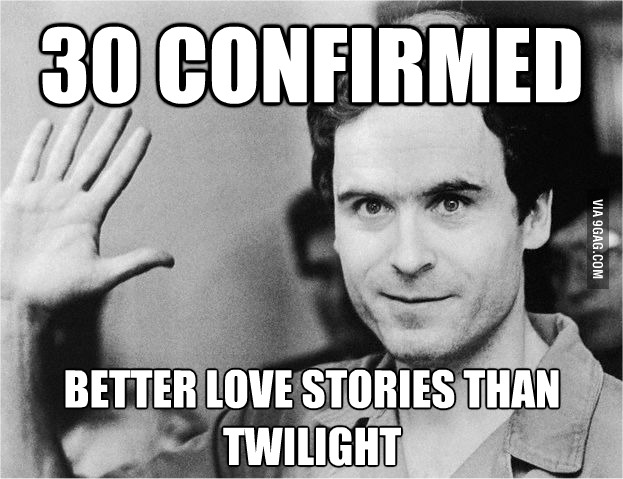 30 CONFIRMED
VIA 9GAG.COM
BETTER LOVE STORIES THAN
TWILIGHT